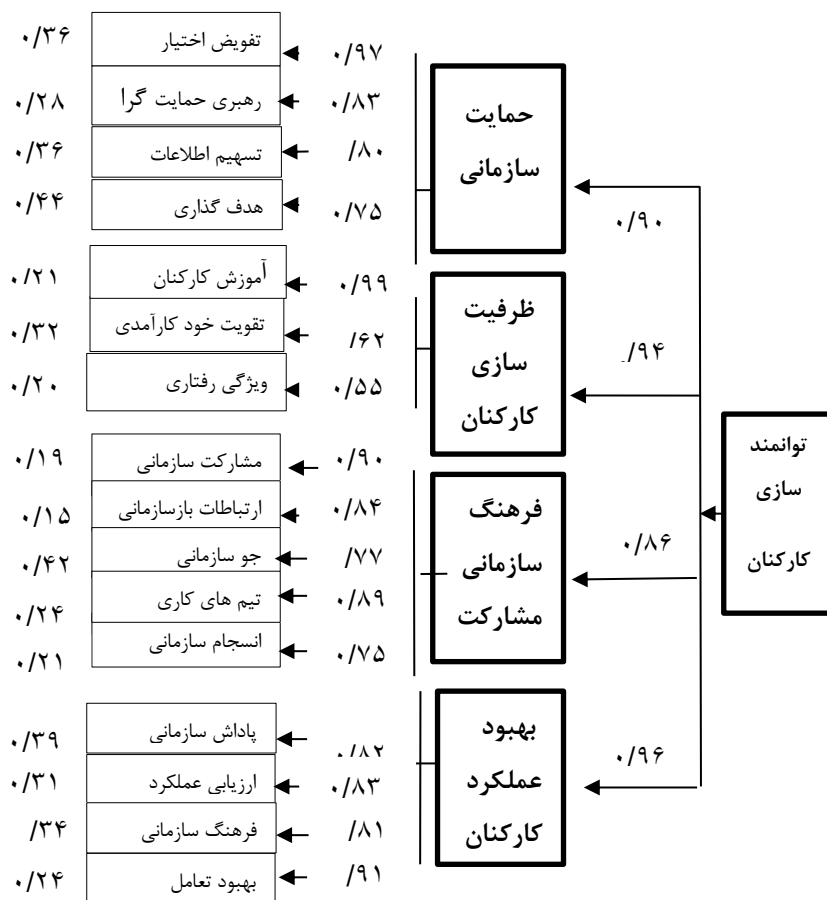 ۰/۳۶ تفویض اختیار ۰/۹۷
۰/۲۸ رهبری حمایت گرا ۰/۸۳
۰/۳۶ تسهیم اطلاعات /۸۰
۰/۴۴ هدف گذاری ۰/۷۵
حمایت
سازمانی
۰/۹۰
۰/۲۱ آموزش کارکنان ۰/۹۹
۰/۳۲ تقویت خود کارآمدی /۶۲
۰/۲۰ ویژگی رفتاری ۰/۵۵
ظرفیت
سازی
کارکنان
۰/۹۴
توانمند
سازی
کارکنان
۰/۱۹ مشارکت سازمانی ۰/۹۰
۰/۱۵ ارتباطات بازسازمانی ۰/۸۴
۰/۴۲ جو سازمانی /۷۷
۰/۲۴ تیم های کاری ۰/۸۹
۰/۲۱ انسجام سازمانی ۰/۷۵
فرهنگ
سازمانی
مشارکت
۰/۸۶
۰/۳۹ پاداش سازمانی ۰/۸۲
۰/۳۱ ارزیابی عملکرد ۰/۸۳
/۳۴ فرهنگ سازمانی /۸۱
۰/۲۴ بهبود تعامل /۹۱
بهبود
عملکرد
کارکنان
۰/۹۶